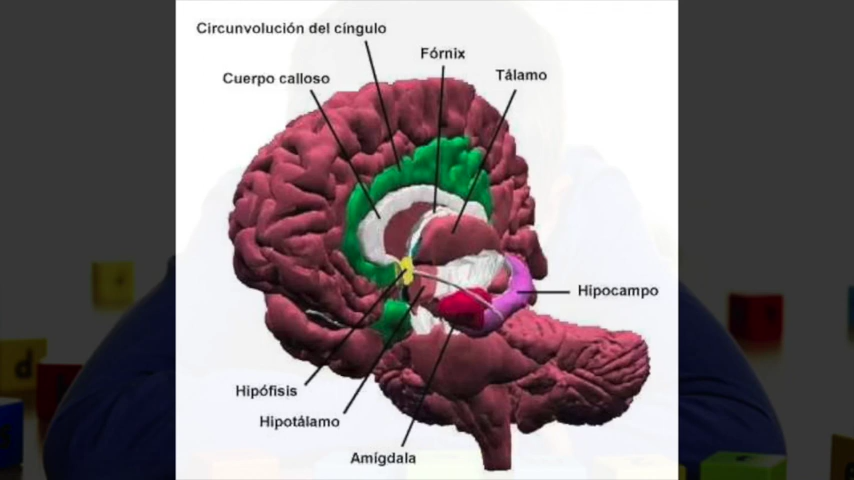 Circunvolución del cíngulo
Fórnix
Tálamo
Cuerpo calloso
Hipocampo
Hipófisis
Hipotálamo
Amígdala
d